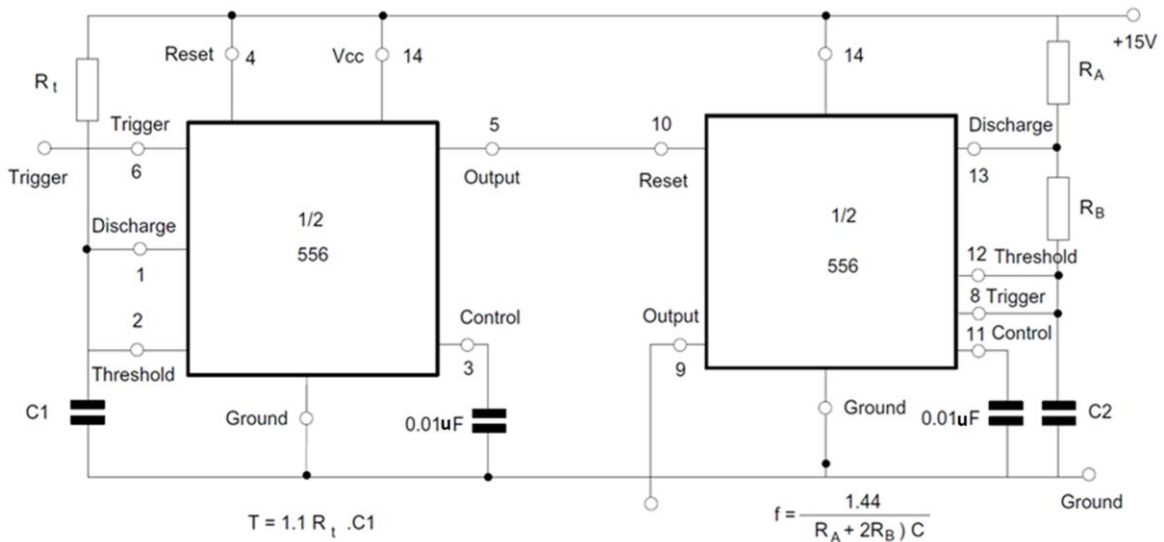 +15V
Reset
4
Vcc
14
14
R t
R A
Trigger
5
10
Discharge
Trigger
6
Output
Reset
13
Discharge
1/2
556
1/2
556
R B
1
12 Threshold
8 Trigger
2
Control
Output
11 Control
Threshold
3
9
C1
Ground
0.01uF
Ground
0.01uF
C2
Ground
T = 1.1 R t .C1
f = 1.44
R A + 2R B ) C